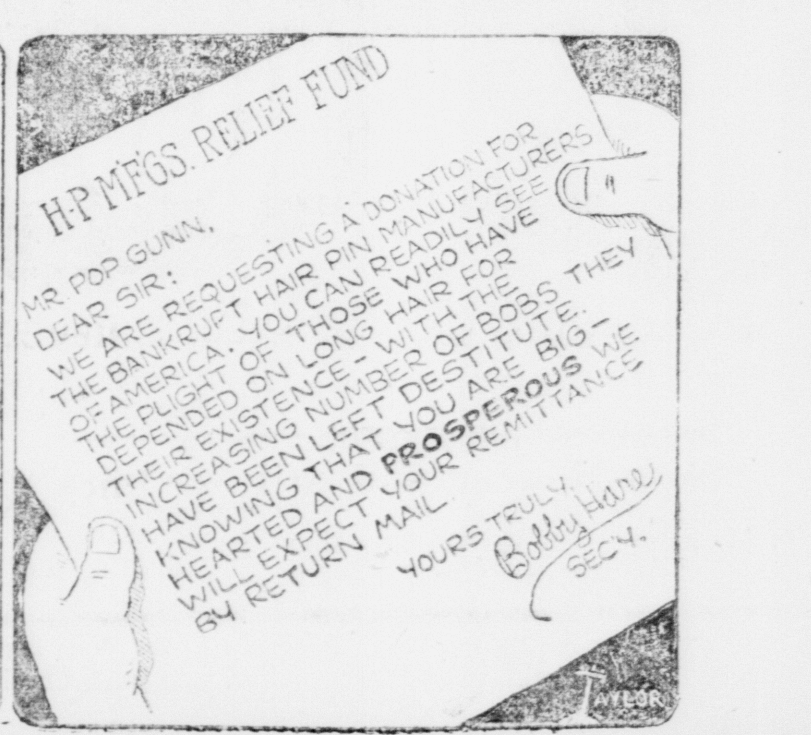 H-P MF'GS. RELIEF FUND
MR. POP GUNN,
DEAR SIR:
WE ARE REQUESTING A DONATION FOR
THE BANKRUPT HAIR PIN MANUFACTURERS
OF AMERICA. YOU CAN READILY SEE
THE PLIGHT OF THOSE WHO HAVE
DEPENDED ON LONG HAIR FOR
THEIR EXISTENCE - WITH THE
INCREASING NUMBER OF BOBS THEY
HAVE BEEN LEFT DESTITUTE.
KNOWING THAT YOU ARE BIG-
HEARTED AND PROSPEROUS WE
WILL EXPECT YOUR REMITTANCE
BY RETURN MAIL
YOURS TRULY,
Bobby Hare
SEC'Y.
TAYLOR